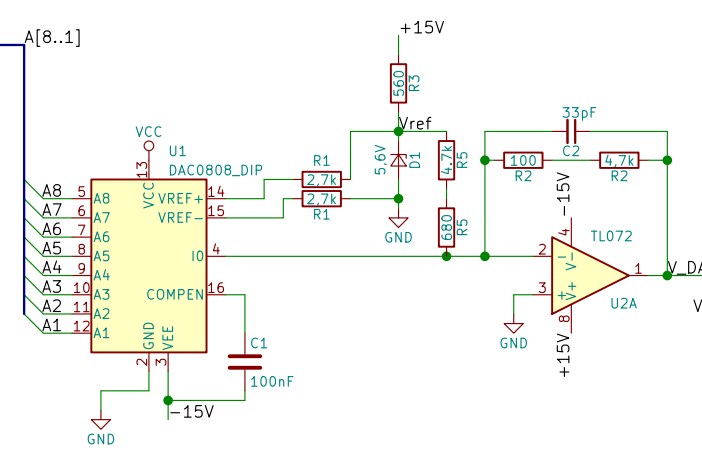 A[8..1]
+15V
560
R3
Vref
33pF
C2
VCC
U1
DAC0808_DIP
13
VCC
R1
2,7k
2,7k
R1
5,6V
D1
4.7k
R5
680
R5
GND
100
R2
4,7k
R2
A8
5
A8
VREF+
14
A7
6
A7
VREF-
15
A6
7
A6
A5
8
A5
IO
4
A4
9
A4
A3
10
A3
COMPEN
16
A2
11
A2
A1
12
A1
GND
2
VEE
3
-15V
4
TL072
2
-
V-
1
V_DA
3
+
V+
8
U2A
V
GND
+15V
C1
100nF
-15V
GND